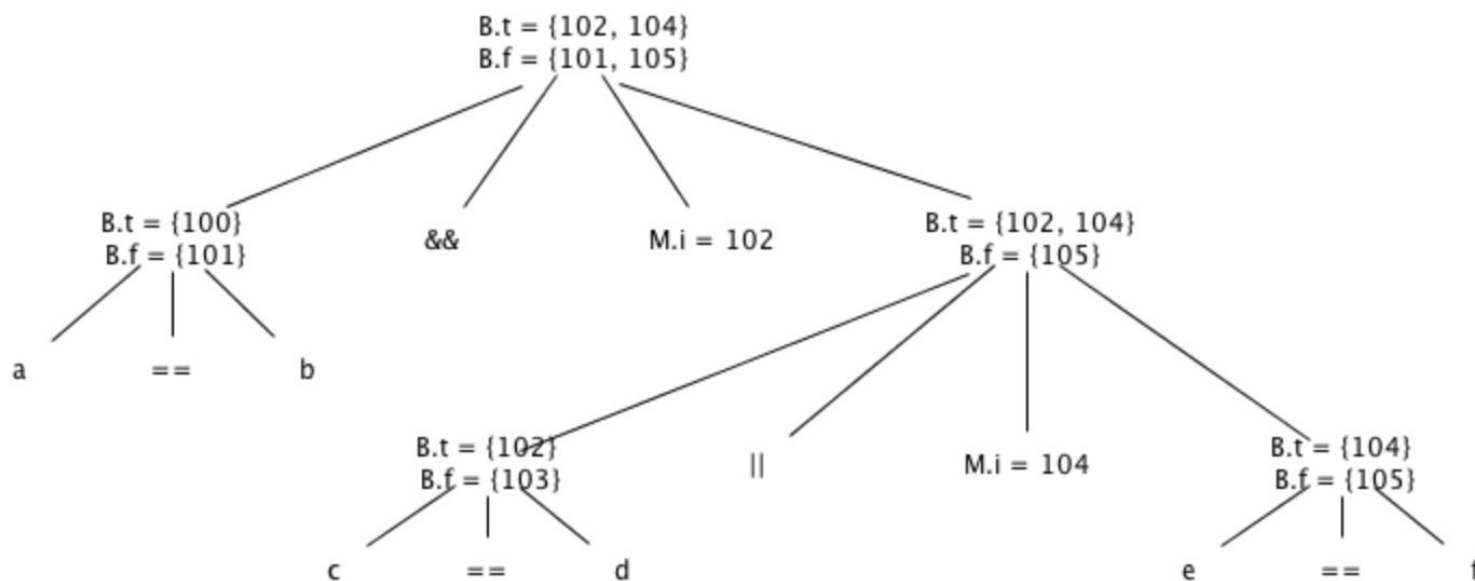 B.t = {102, 104}
B.f = {101, 105}
B.t = {100}
B.f = {101}
&&
M.i = 102
B.t = {102, 104}
B.f = {105}
a
==
b
B.t = {102}
B.f = {103}
||
M.i = 104
B.t = {104}
B.f = {105}
c
==
d
e
==